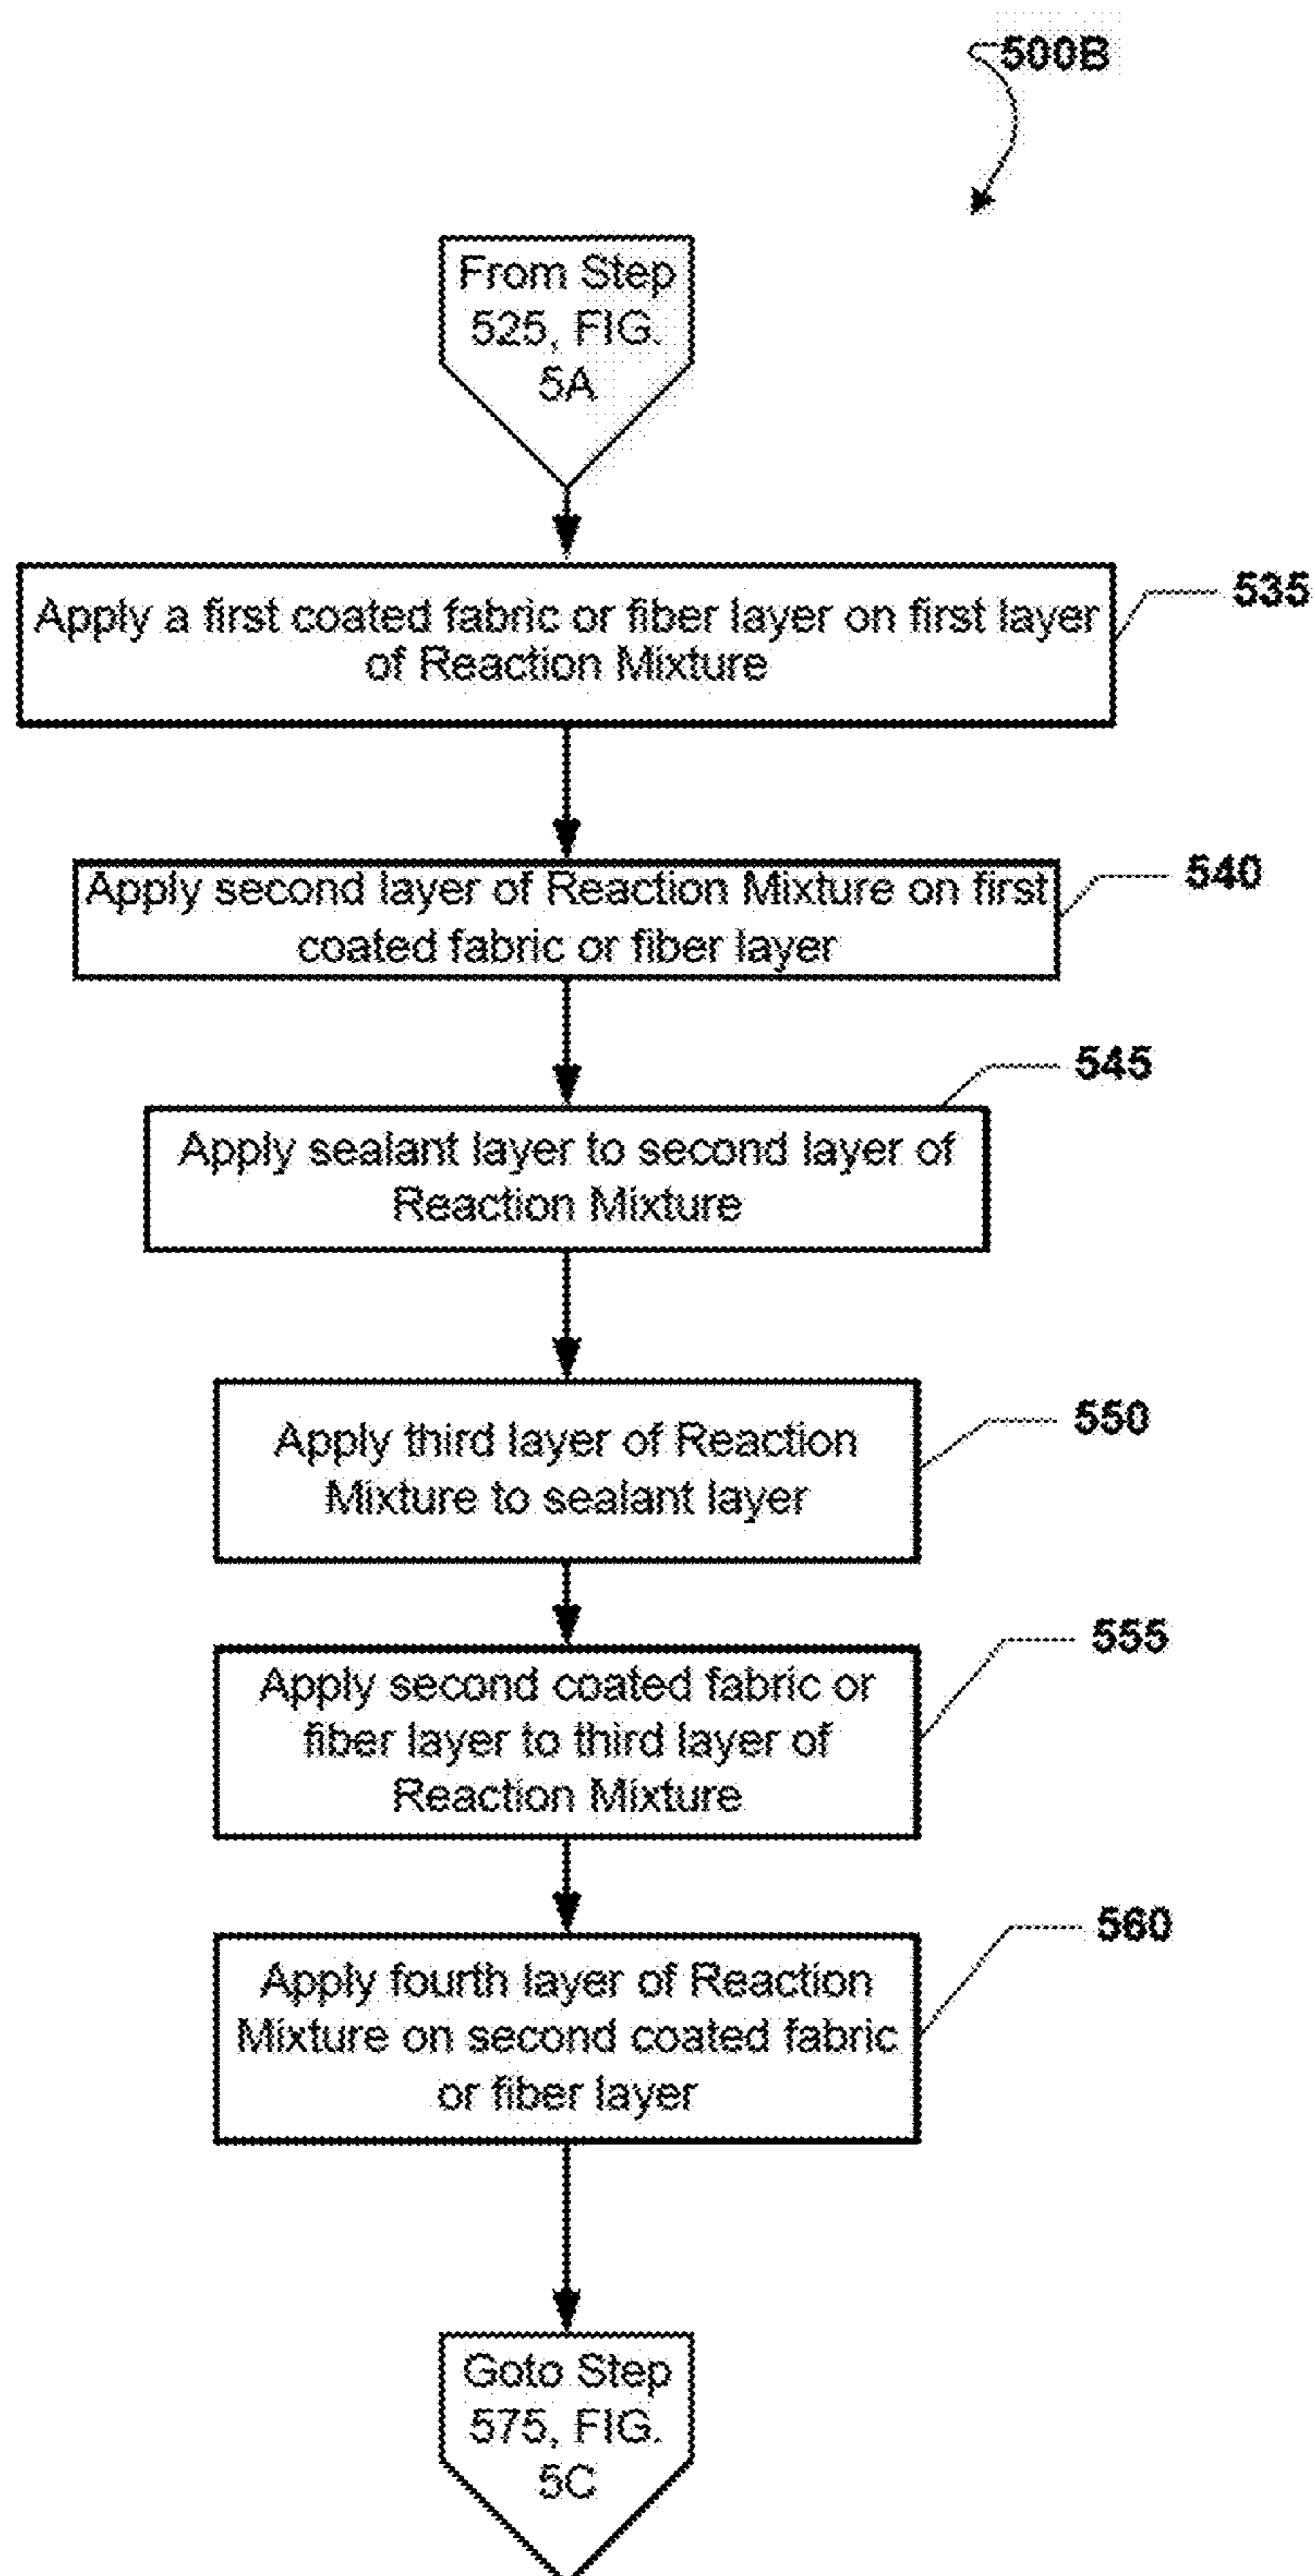 500B
From Step
525, FIG.
5A
Apply a first coated fabric or fiber layer on first layer
of Reaction Mixture
535
Apply second layer of Reaction Mixture on first
coated fabric or fiber layer
540
545
Apply sealant layer to second layer of
Reaction Mixture
Apply third layer of Reaction
Mixture to sealant layer
550
Apply second coated fabric or
fiber layer to third layer of
Reaction Mixture
555
Apply fourth layer of Reaction
Mixture on second coated fabric
or fiber layer
560
Goto Step
575, FIG.
5C